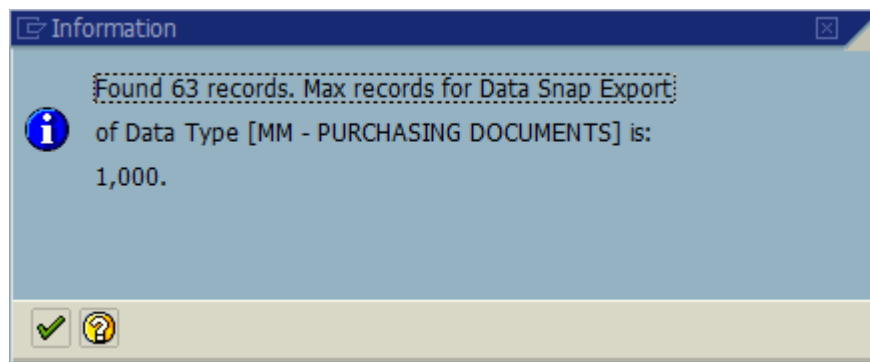 Information
Found 63 records. Max records for Data Snap Export
of Data Type [MM - PURCHASING DOCUMENTS] is:
1,000.